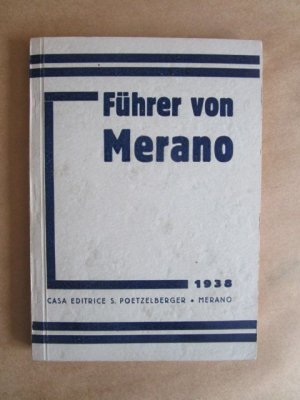 Führer von
Merano
1938
CASA EDITRICE S. POETZELBERGER • MERANO